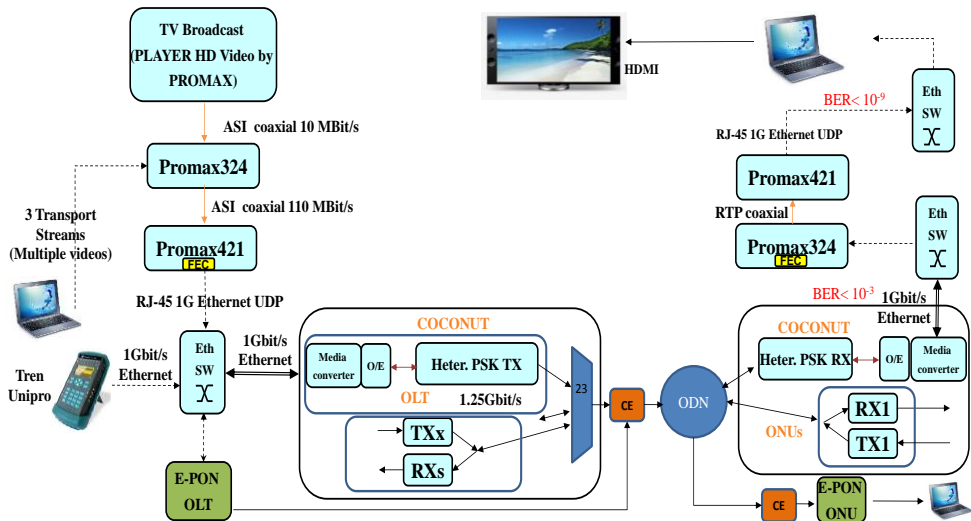 TV Broadcast
(PLAYER HD Video by
PROMAX)
ASI coaxial 10 MBit/s
Promax324
3 Transport
Streams
(Multiple videos)
ASI coaxial 110 MBit/s
Promax421
FEC
RJ-45 1G Ethernet UDP
Tren
Unipro
1Gbit/s
Ethernet
Eth
SW
1Gbit/s
Ethernet
E-PON
OLT
COCONUT
Media
converter
O/E
Heter. PSK TX
OLT
1.25Gbit/s
TXx
RXs
23
CE
ODN
HDMI
BER< 10-9
Eth
SW
RJ-45 1G Ethernet UDP
Promax421
RTP coaxial
Promax324
FEC
Eth
SW
BER< 10-3
1Gbit/s
Ethernet
COCONUT
Heter. PSK RX
O/E
Media
converter
RX1
ONUs
TX1
CE
E-PON
ONU